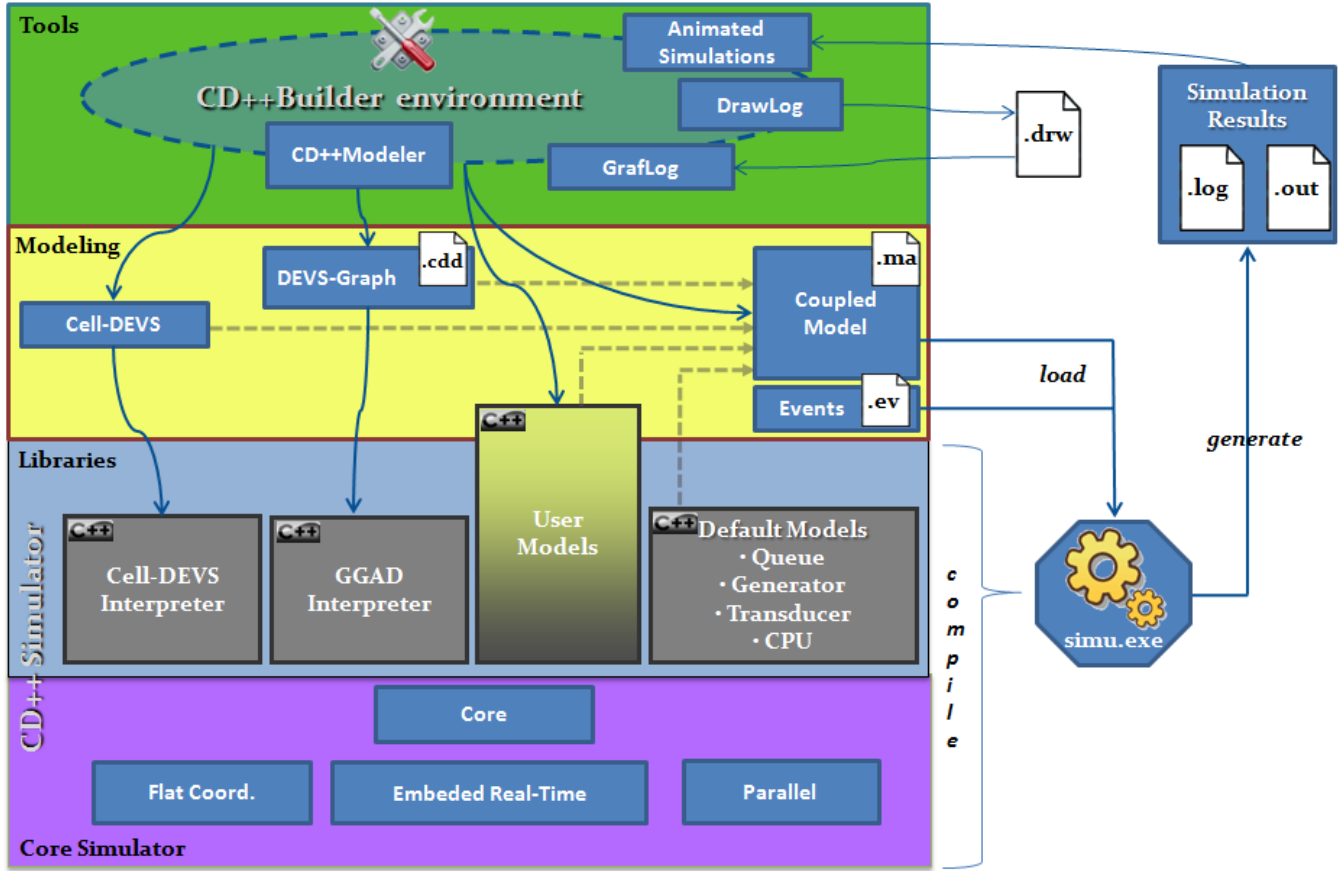 Tools
Animated
Simulations
CD++Builder environment
DrawLog
CD++Modeler
GrafLog
.drw
Simulation
Results
.log
.out
Modeling
DEVS-Graph
.cdd
.ma
Coupled
Model
Cell-DEVS
Events
.ev
load
generate
Libraries
CD++ Simulator
C++
Cell-DEVS
Interpreter
C++
GGAD
Interpreter
C++
User
Models
C++
Default Models
· Queue
· Generator
· Transducer
· CPU
compile
simu.exe
Core
Flat Coord.
Embeded Real-Time
Parallel
Core Simulator